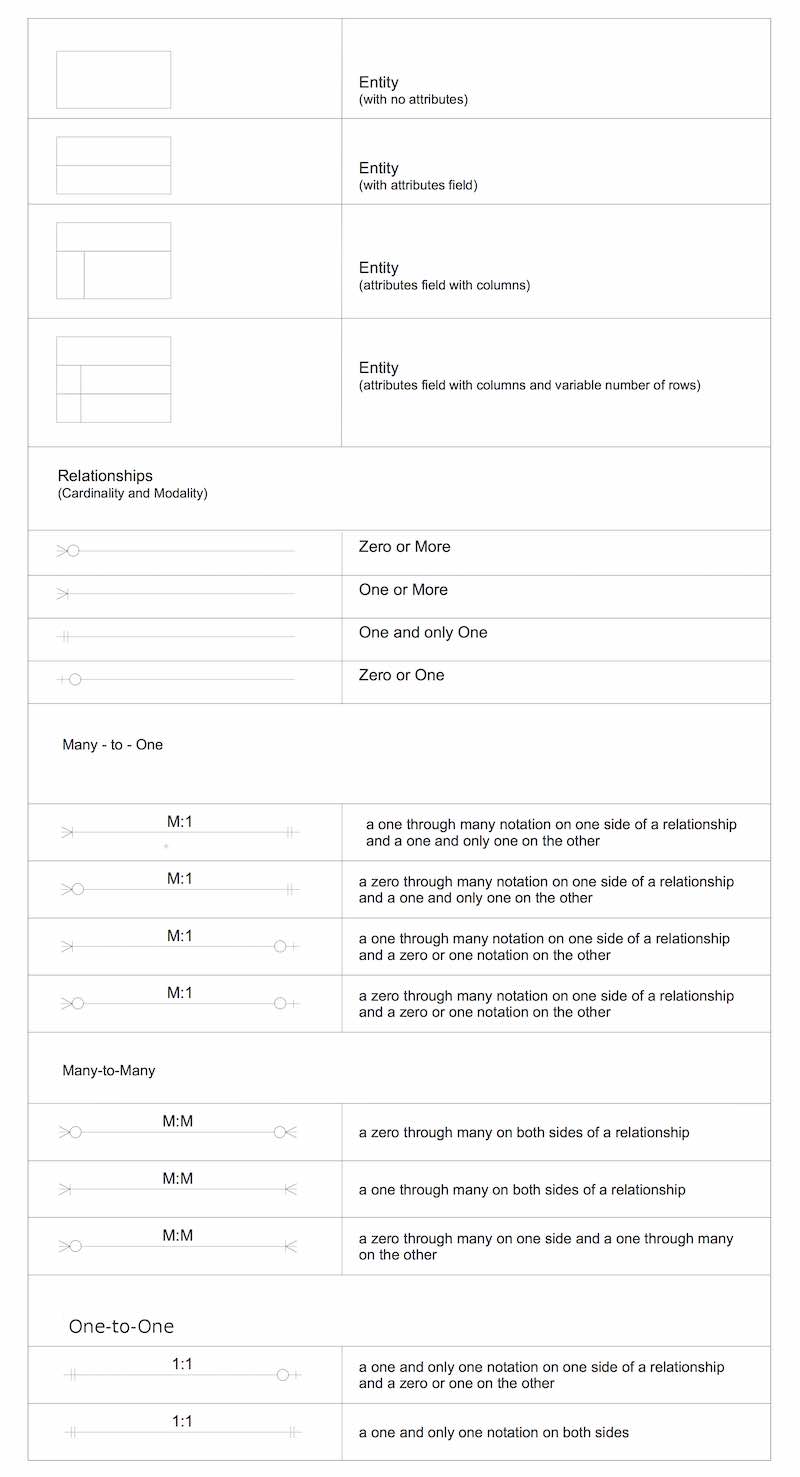 Entity
(with no attributes)
Entity
(with attributes field)
Entity
(attributes field with columns)
Entity
(attributes field with columns and variable number of rows)
Relationships
(Cardinality and Modality)
Zero or More
One or More
One and only One
Zero or One
Many - to - One
M:1
a one through many notation on one side of a relationship
and a one and only one on the other
M:1
a zero through many notation on one side of a relationship
and a one and only one on the other
M:1
a one through many notation on one side of a relationship
and a zero or one notation on the other
M:1
a zero through many notation on one side of a relationship
and a zero or one notation on the other
Many-to-Many
M:M
a zero through many on both sides of a relationship
M:M
a one through many on both sides of a relationship
M:M
a zero through many on one side and a one through many
on the other
One-to-One
1:1
a one and only one notation on one side of a relationship
and a zero or one on the other
1:1
a one and only one notation on both sides